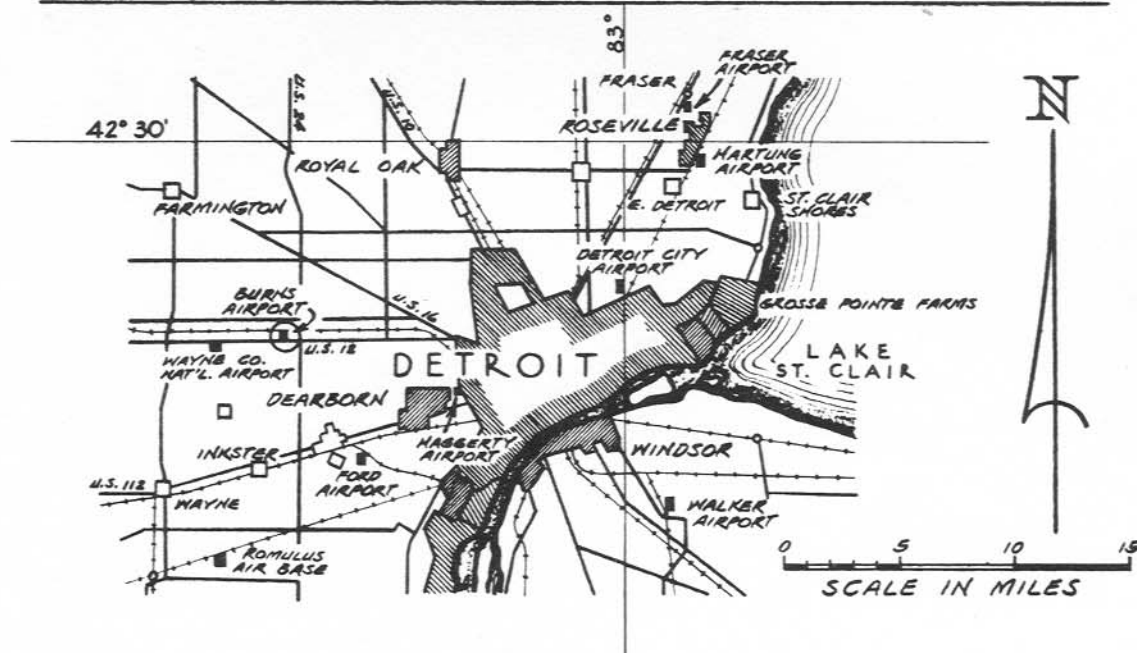 83°
FRASER
AIRPORT
FRASER
U.S. 24
U.S. 10
N
42° 30'
ROSEVILLE
ROYAL OAK
HARTUNG
AIRPORT
FARMINGTON
E. DETROIT
ST. CLAIR
SHORES
DETROIT CITY
AIRPORT
BURNS
AIRPORT
U.S. 16
GROSSE POINTE FARMS
U.S. 12
WAYNE CO.
NAT'L. AIRPORT
DETROIT
LAKE
ST. CLAIR
DEARBORN
HAGGERTY
AIRPORT
WINDSOR
INKSTER
FORD
AIRPORT
U.S. 112
WAYNE
WALKER
AIRPORT
ROMULUS
AIR BASE
0 5 10 15
SCALE IN MILES